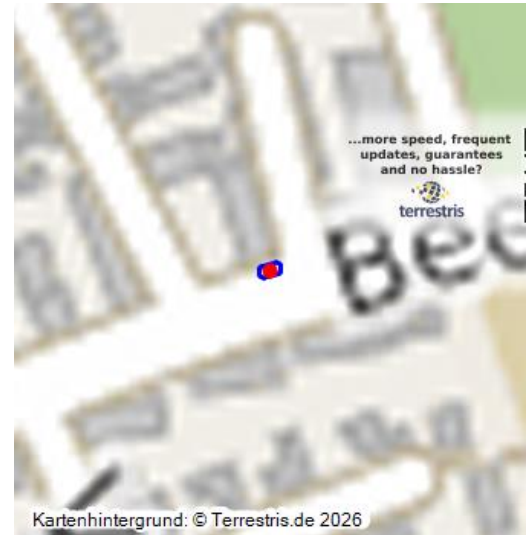 ...more speed, frequent
updates, guarantees
and no hassle?
terrestris
Bee
Kartenhintergrund: © Terrestris.de 2026